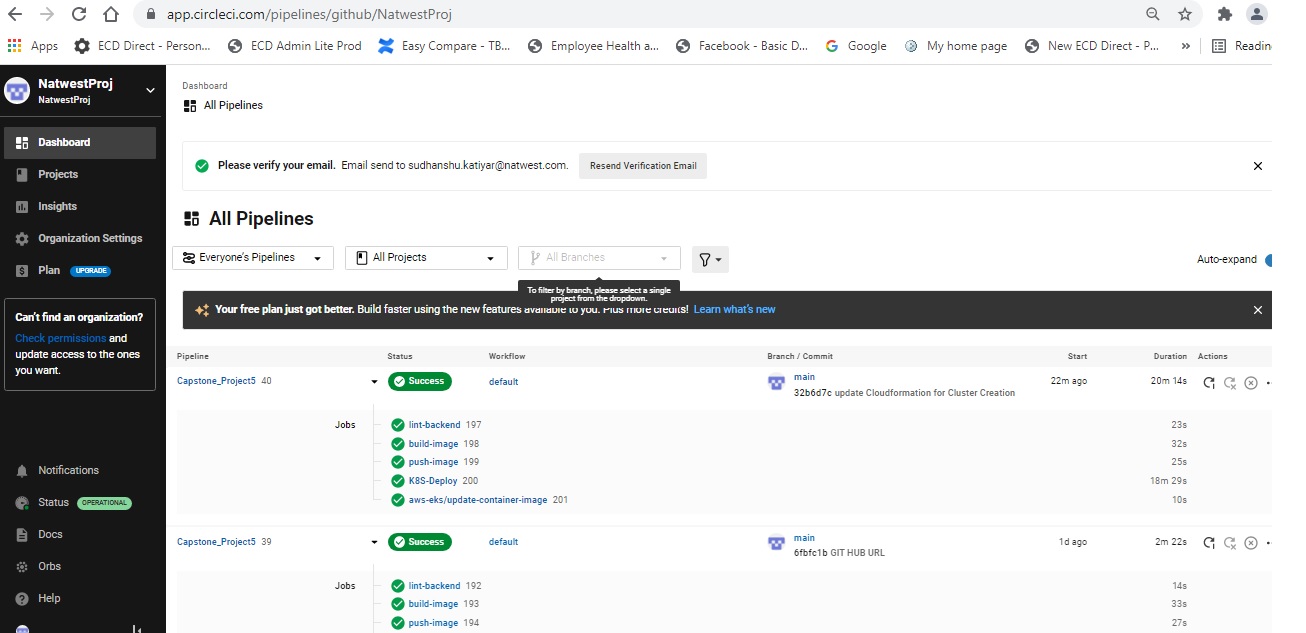 app.circleci.com/pipelines/github/NatwestProj
Apps ECD Direct - Person... ECD Admin Lite Prod Easy Compare - TB... Employee Health a... Facebook - Basic D... Google My home page New ECD Direct - P... » Readin
NatwestProj
NatwestProj
Dashboard
Projects
Insights
Organization Settings
Plan UPGRADE
Can't find an organization?
Check permissions and
update access to the ones
you want.
Notifications
Status OPERATIONAL
Docs
Orbs
Help
Dashboard
All Pipelines
Please verify your email. Email send to sudhanshu.katiyar@natwest.com. Resend Verification Email
All Pipelines
Everyone's Pipelines All Projects All Branches
Auto-expand
To filter by branch, please select a single
project from the dropdown.
Your free plan just got better. Build faster using the new features available to you. Plus more credits! Learn what's new
Pipeline Status Workflow Branch / Commit Start Duration Actions
Capstone_Project5 40 Success default main 22m ago 20m 14s
32b6d7c update Cloudformation for Cluster Creation
Jobs lint-backend 197 23s
build-image 198 32s
push-image 199 25s
K8S-Deploy 200 18m 29s
aws-eks/update-container-image 201 10s
Capstone_Project5 39 Success default main 1d ago 2m 22s
6fbfc1b GIT HUB URL
Jobs lint-backend 192 14s
build-image 193 33s
push-image 194 27s